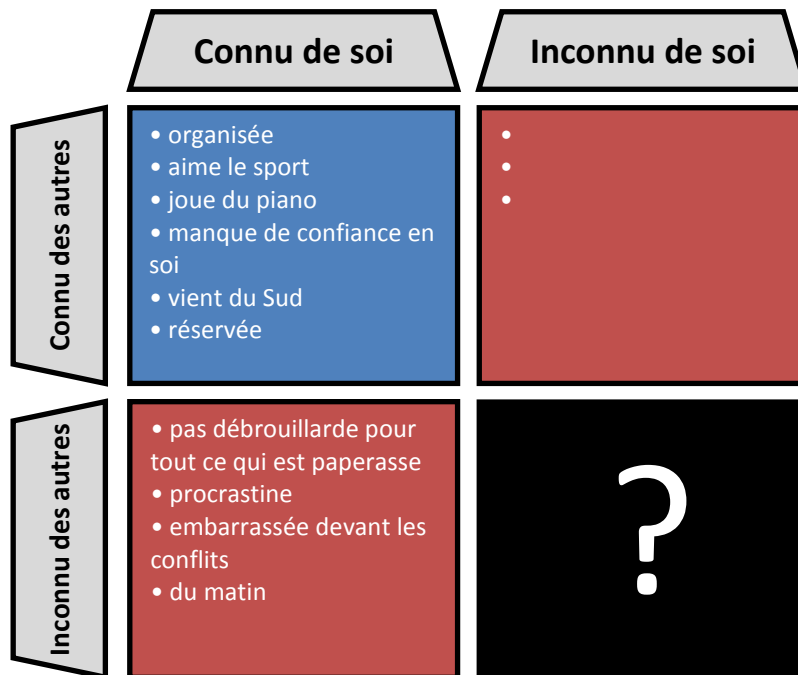 Connu de soi
Inconnu de soi
Connu des autres
• organisée
• aime le sport
• joue du piano
• manque de confiance en
soi
• vient du Sud
• réservée
•
•
•
Inconnu des autres
• pas débrouillarde pour
tout ce qui est paperasse
• procrastine
• embarrassée devant les
conflits
• du matin
?